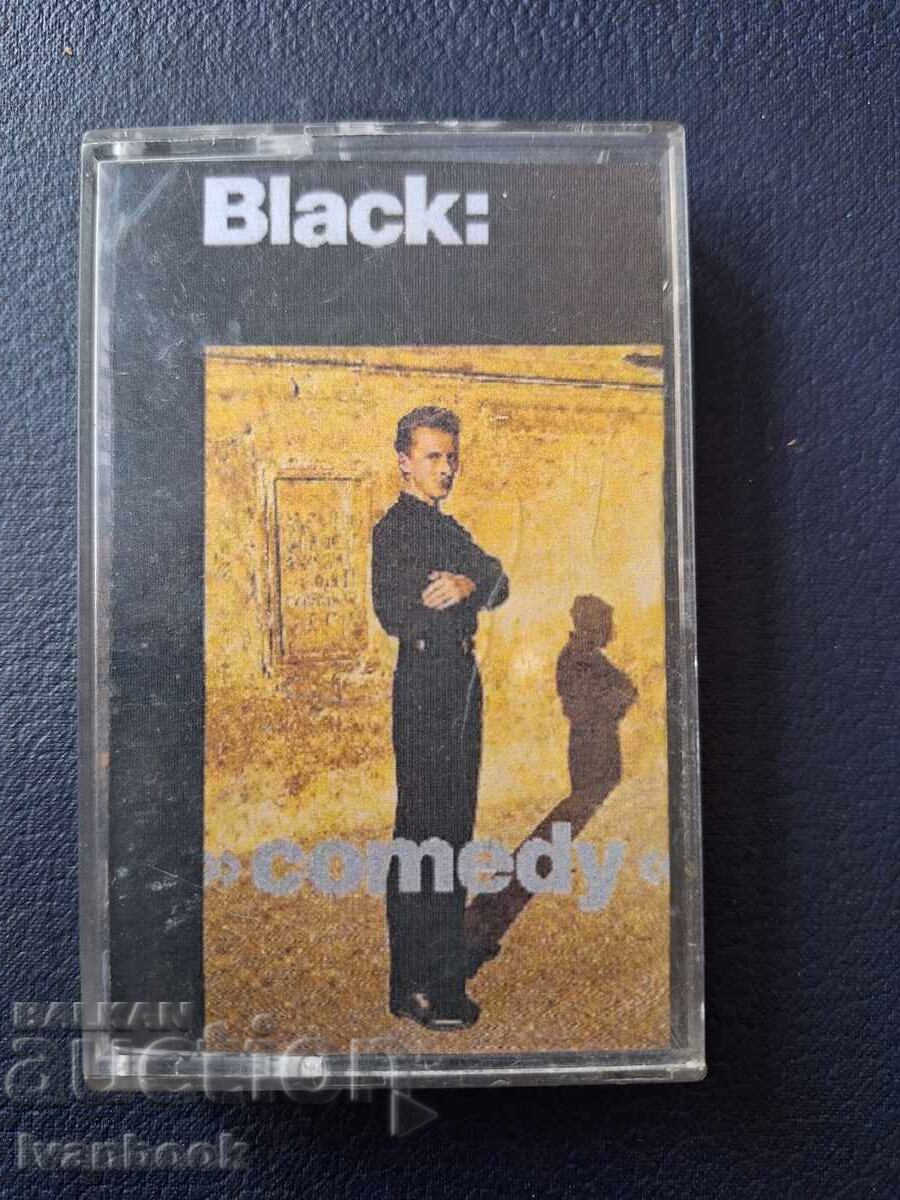 Black:
»comedy«
BALKAN
auction
Ivanbook